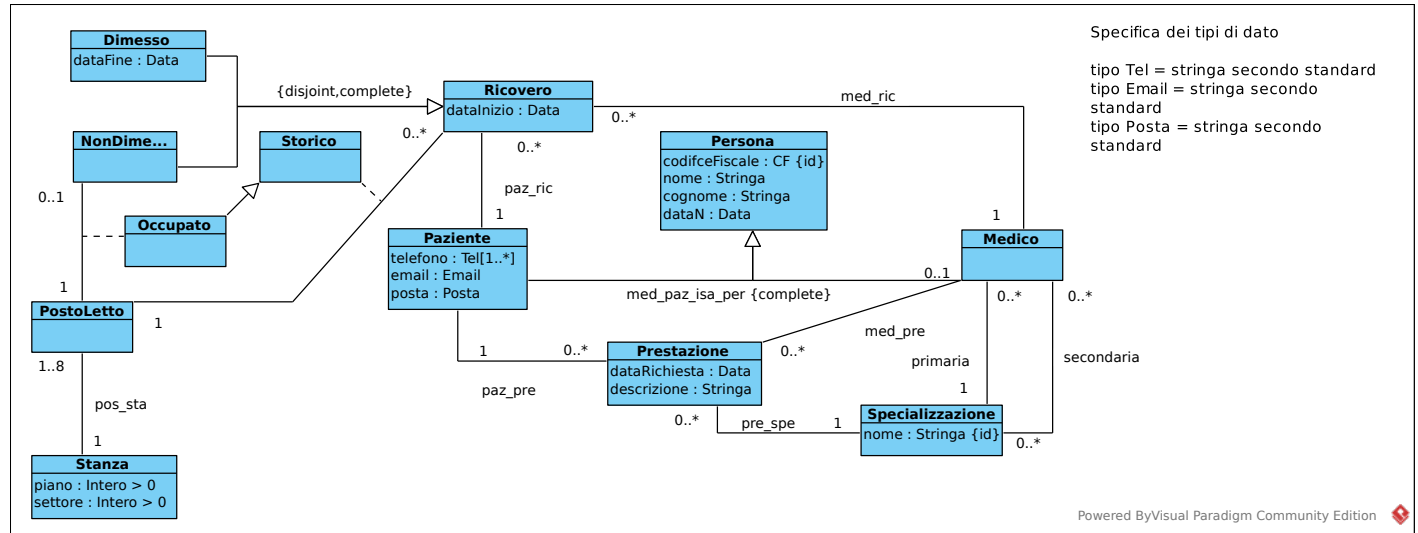 Dimesso
dataFine : Data
{disjoint,complete}
Ricovero
dataInizio : Data
0..*
0..*
0..*
med_ric
Specifica dei tipi di dato
tipo Tel = stringa secondo standard
tipo Email = stringa secondo
standard
tipo Posta = stringa secondo
standard
NonDime...
Storico
Persona
codifceFiscale : CF {id}
nome : Stringa
cognome : Stringa
dataN : Data
0..1
paz_ric
1
1
Occupato
Paziente
telefono : Tel[1..*]
email : Email
posta : Posta
Medico
0..1
med_paz_isa_per {complete}
0..*
0..*
1
PostoLetto
1
1..8
med_pre
1
0..*
Prestazione
dataRichiesta : Data
descrizione : Stringa
0..*
primaria
secondaria
paz_pre
1
pos_sta
0..*
pre_spe
1
Specializzazione
nome : Stringa {id}
0..*
1
Stanza
piano : Intero > 0
settore : Intero > 0
Powered ByVisual Paradigm Community Edition